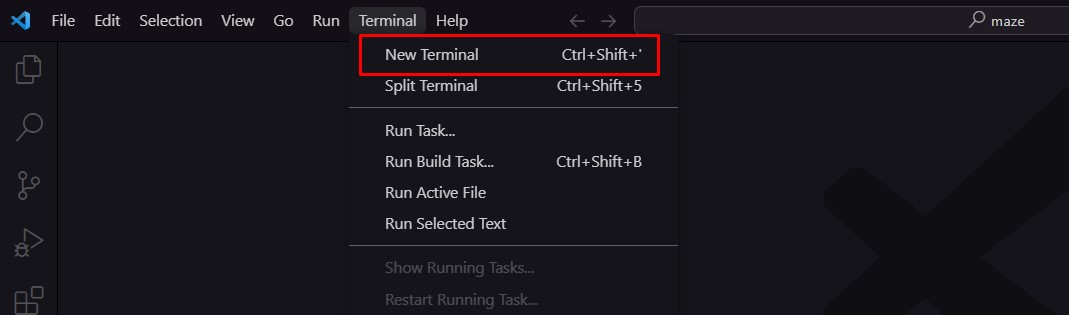 File Edit Selection View Go Run Terminal Help maze
New Terminal Ctrl+Shift+'
Split Terminal Ctrl+Shift+5
Run Task...
Run Build Task... Ctrl+Shift+B
Run Active File
Run Selected Text
Show Running Tasks...
Restart Running Task...